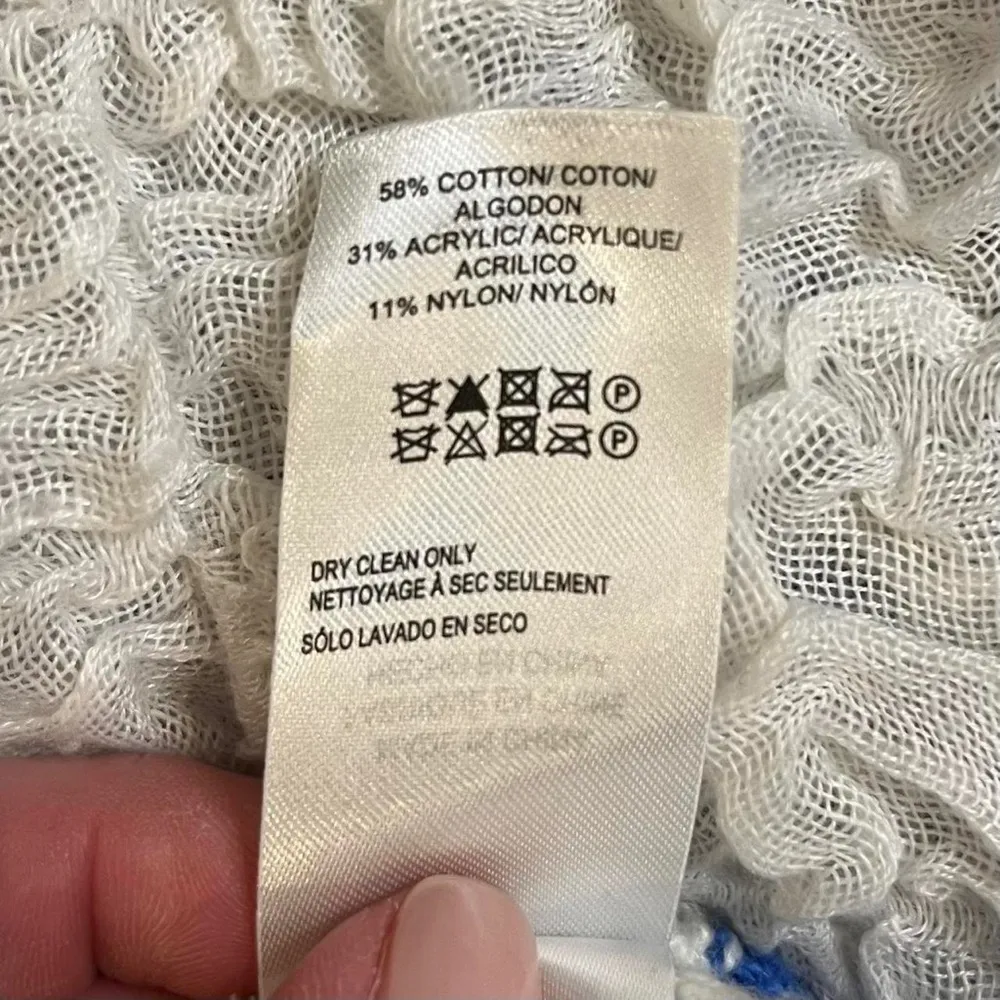 58% COTTON/ COTON/
ALGODON
31% ACRYLIC/ ACRYLIQUE/
ACRILICO
11% NYLON/ NYLÓN
P
P
DRY CLEAN ONLY
NETTOYAGE À SEC SEULEMENT
SÓLO LAVADO EN SECO